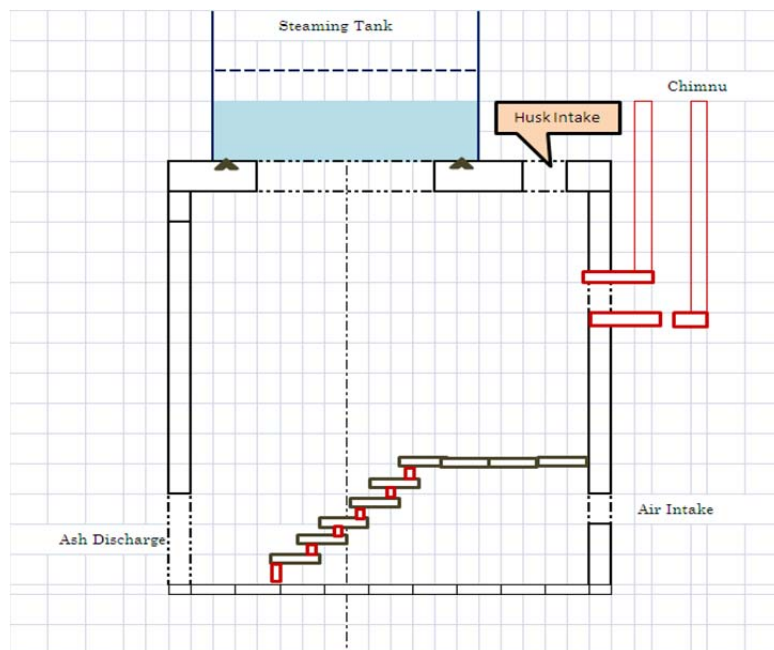 Steaming Tank
Chimnu
Husk Intake
Air Intake
Ash Discharge